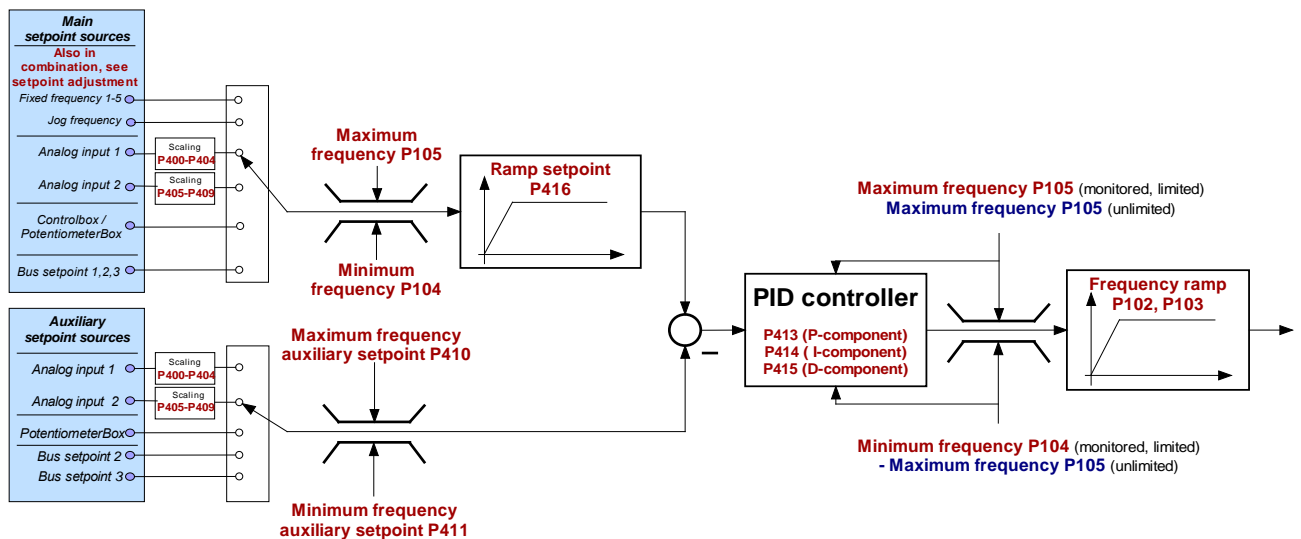 Main
setpoint sources
Also in
combination, see
setpoint adjustment
Fixed frequency 1-5
Jog frequency
Analog input 1
Scaling
P400-P404
Analog input 2
Scaling
P405-P409
Controlbox /
PotentiometerBox
Bus setpoint 1,2,3
Maximum
frequency P105
Minimum
frequency P104
Ramp setpoint
P416
Auxiliary
setpoint sources
Analog input 1
Scaling
P400-P404
Analog input 2
Scaling
P405-P409
PotentiometerBox
Bus setpoint 2
Bus setpoint 3
Maximum frequency
auxiliary setpoint P410
Minimum frequency
auxiliary setpoint P411
–
PID controller
P413 (P-component)
P414 ( I-component)
P415 (D-component)
Maximum frequency P105 (monitored, limited)
Maximum frequency P105 (unlimited)
Minimum frequency P104 (monitored, limited)
- Maximum frequency P105 (unlimited)
Frequency ramp
P102, P103